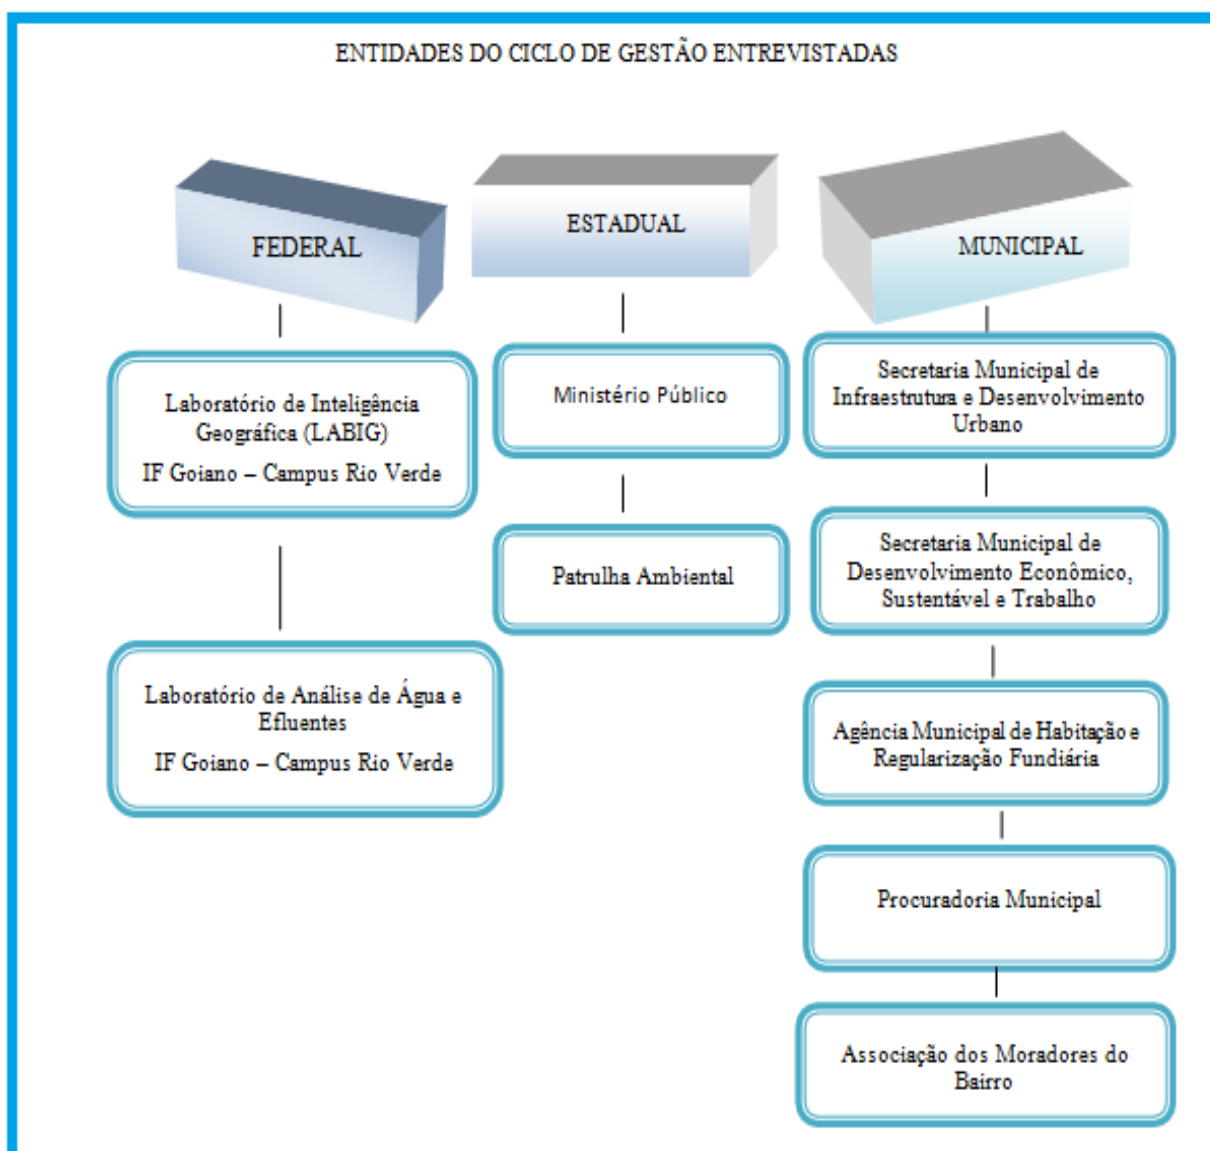 ENTIDADES DO CICLO DE GESTÃO ENTREVISTADAS
FEDERAL
Laboratório de Inteligência
Geográfica (LABIG)
IF Goiano – Campus Rio Verde
Laboratório de Análise de Água e
Efluentes
IF Goiano – Campus Rio Verde
ESTADUAL
Ministério Público
Patrulha Ambiental
MUNICIPAL
Secretaria Municipal de
Infraestrutura e Desenvolvimento
Urbano
Secretaria Municipal de
Desenvolvimento Econômico,
Sustentável e Trabalho
Agência Municipal de Habitação e
Regularização Fundiária
Procuradoria Municipal
Associação dos Moradores do
Bairro